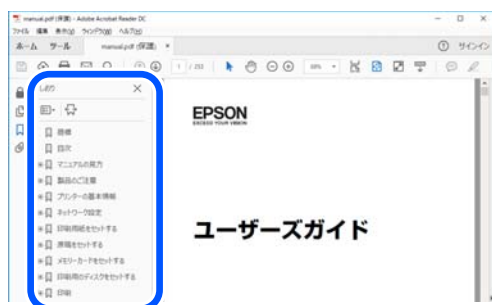 manual.pdf (保護) - Adobe Acrobat Reader DC
ファイル 編集 表示(V) ウィンドウ(W) ヘルプ(H)
ホーム ツール manual.pdf (保護) ×
サインイン
1 / 251
しおり ×
EPSON
EXCEED YOUR VISION
商標
目次
マニュアルの見方
製品のご注意
プリンターの基本情報
ネットワーク設定
印刷用紙をセットする
原稿をセットする
メモリーカードをセットする
印刷用のディスクをセットする
印刷
ユーザーズガイド